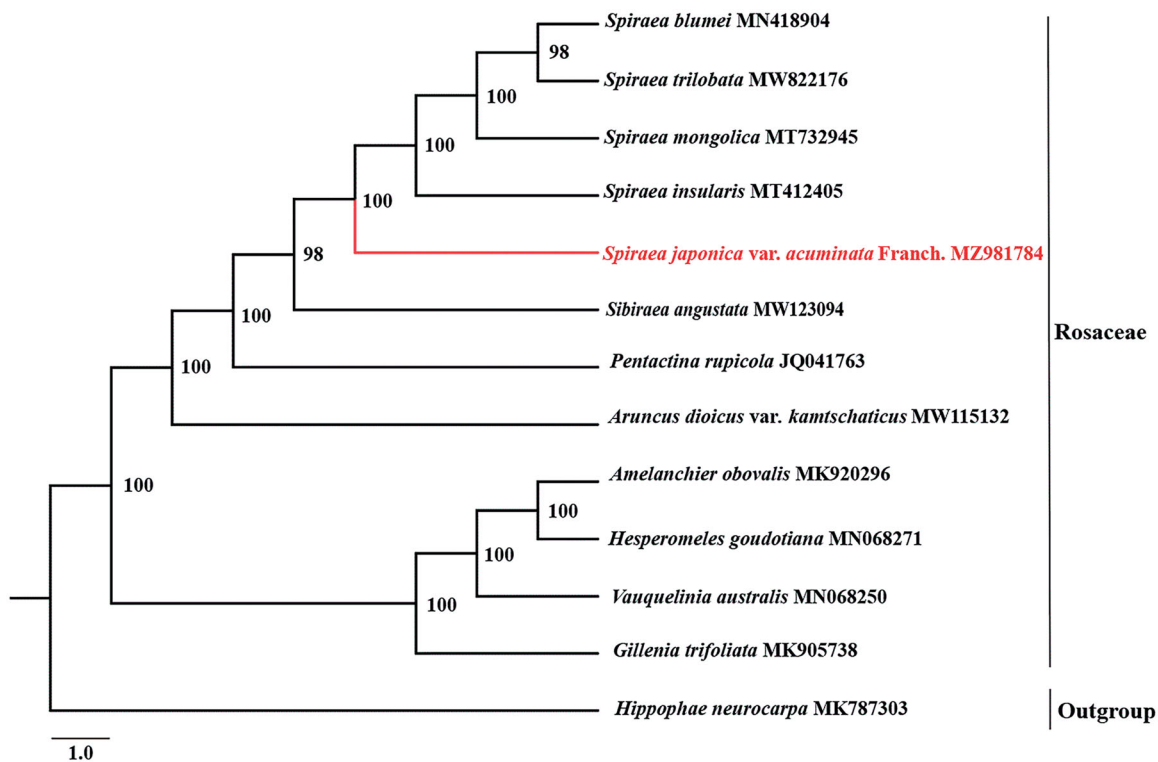 Spiraea blumei MN418904
98
Spiraea trilobata MW822176
100
Spiraea mongolica MT732945
100
Spiraea insularis MT412405
100
Spiraea japonica var. acuminata Franch. MZ981784
98
Sibiraea angustata MW123094
100
Rosaceae
Pentactina rupicola JQ041763
100
Aruncus dioicus var. kamtschaticus MW115132
100
Amelanchier obovalis MK920296
100
Hesperomeles goudotiana MN068271
100
Vauquelinia australis MN068250
100
Gillenia trifoliata MK905738
Hippophae neurocarpa MK787303
Outgroup
1.0